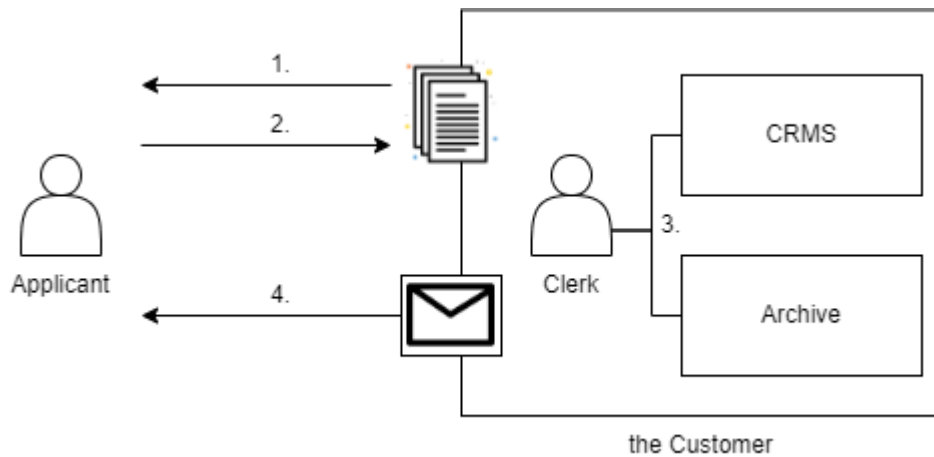 1.
2.
CRMS
3.
Applicant
Clerk
4.
Archive
the Customer